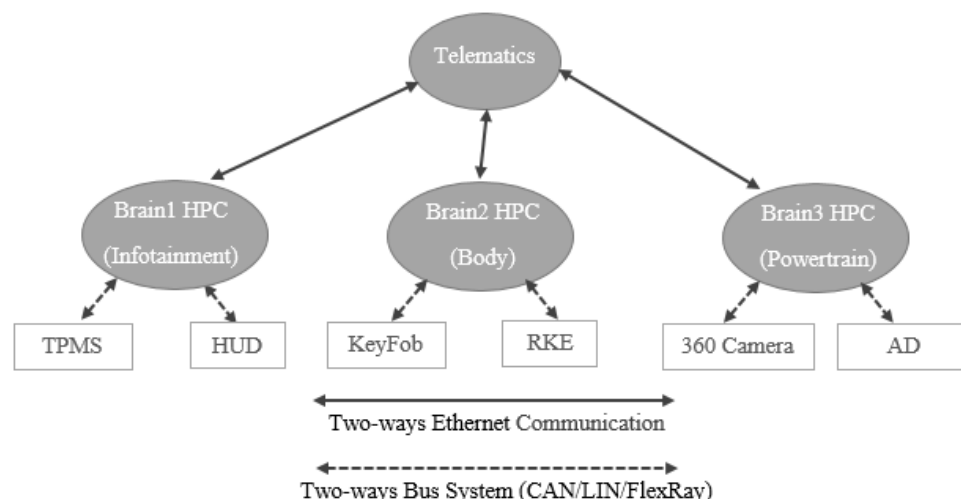 Telematics
Brain1 HPC
(Infotainment)
Brain2 HPC
(Body)
Brain3 HPC
(Powertrain)
TPMS
HUD
KeyFob
RKE
360 Camera
AD
Two-ways Ethernet Communication
Two-ways Bus System (CAN/LIN/FlexRay)